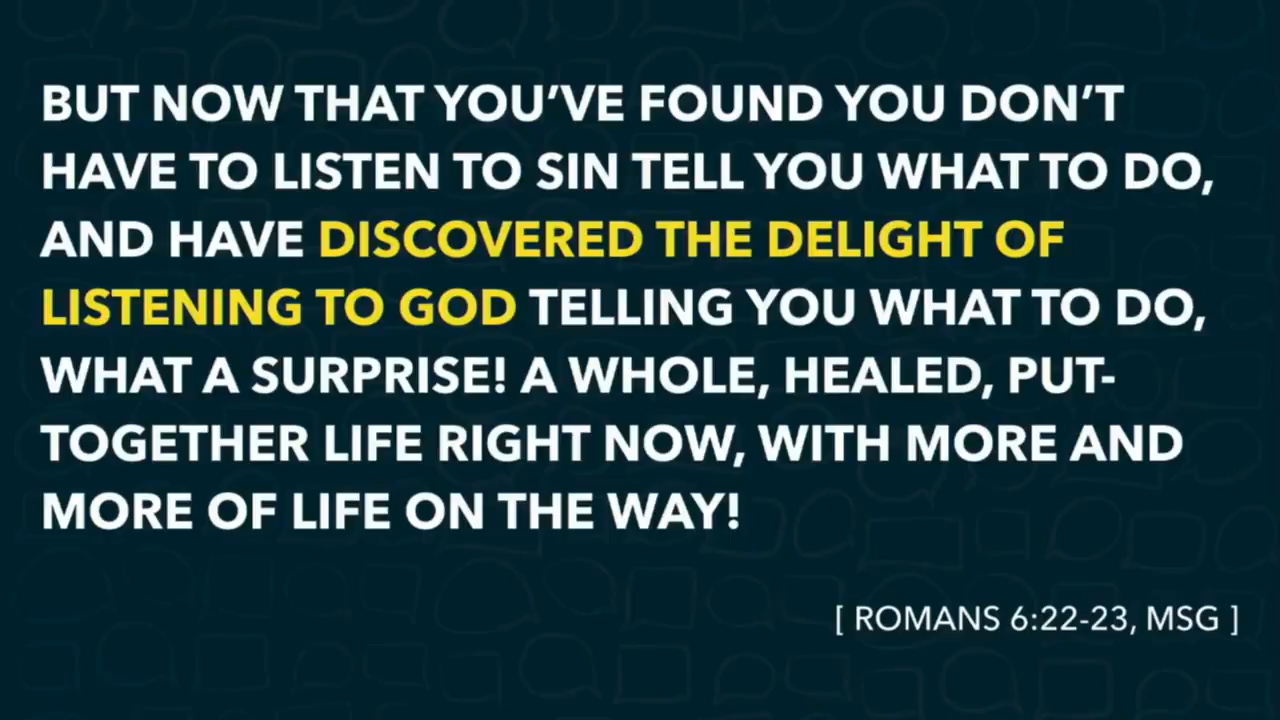 BUT NOW THAT YOU’VE FOUND YOU DON’T
HAVE TO LISTEN TO SIN TELL YOU WHAT TO DO,
AND HAVE DISCOVERED THE DELIGHT OF
LISTENING TO GOD TELLING YOU WHAT TO DO,
WHAT A SURPRISE! A WHOLE, HEALED, PUT-
TOGETHER LIFE RIGHT NOW, WITH MORE AND
MORE OF LIFE ON THE WAY!
[ ROMANS 6:22-23, MSG ]